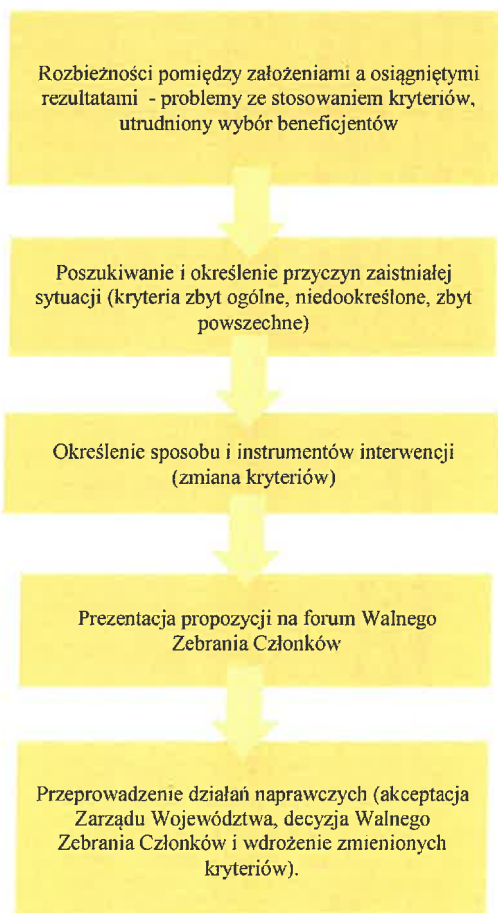 Rozbieżności pomiędzy założeniami a osiągniętymi
rezultatami - problemy ze stosowaniem kryteriów,
utrudniony wybór beneficjentów
Poszukiwanie i określenie przyczyn zaistniałej
sytuacji (kryteria zbyt ogólne, niedookreślone, zbyt
powszechne)
Określenie sposobu i instrumentów interwencji
(zmiana kryteriów)
Prezentacja propozycji na forum Walnego
Zebrania Członków
Przeprowadzenie działań naprawczych (akceptacja
Zarządu Województwa, decyzja Walnego
Zebrania Członków i wdrożenie zmienionych
kryteriów).